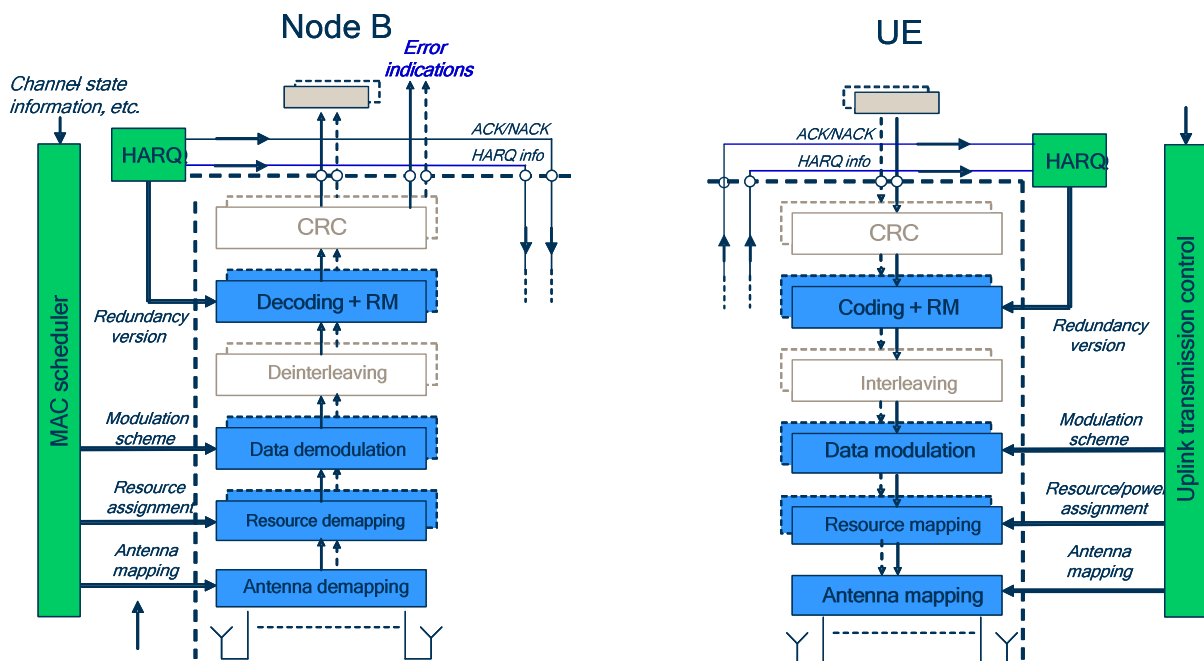 Node B
UE
Error
indications
Channel state
information, etc.
ACK/NACK
HARQ
HARQ info
CRC
Decoding + RM
Redundancy
version
Deinterleaving
MAC scheduler
Modulation
scheme
Data demodulation
Resource
assignment
Resource demapping
Antenna
mapping
Antenna demapping
ACK/NACK
HARQ info
HARQ
CRC
Coding + RM
Redundancy
version
Interleaving
Uplink transmission control
Modulation
scheme
Data modulation
Resource/power
assignment
Resource mapping
Antenna
mapping
Antenna mapping